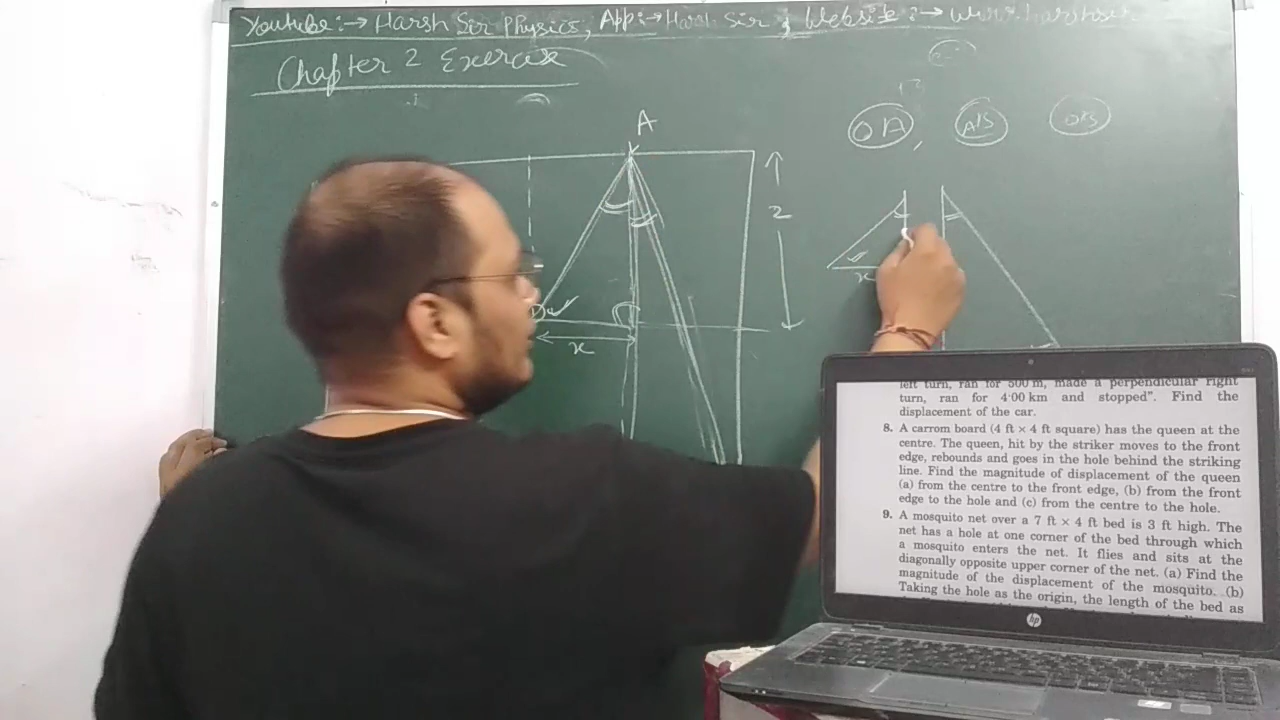 Youtube:→ Harsh Sir Physics, App:→ Harsh Sir, Website:→ www.harshsir
Chapter 2 Exercise
A
OA, A'S
2
x
x
left turn, ran for 500 m, made a perpendicular right
turn, ran for 4·00 km and stopped". Find the
displacement of the car.
8. A carrom board (4 ft × 4 ft square) has the queen at the
centre. The queen, hit by the striker moves to the front
edge, rebounds and goes in the hole behind the striking
line. Find the magnitude of displacement of the queen
(a) from the centre to the front edge, (b) from the front
edge to the hole and (c) from the centre to the hole.
9. A mosquito net over a 7 ft × 4 ft bed is 3 ft high. The
net has a hole at one corner of the bed through which
a mosquito enters the net. It flies and sits at the
diagonally opposite upper corner of the net. (a) Find the
magnitude of the displacement of the mosquito. (b)
Taking the hole as the origin, the length of the bed as
hp